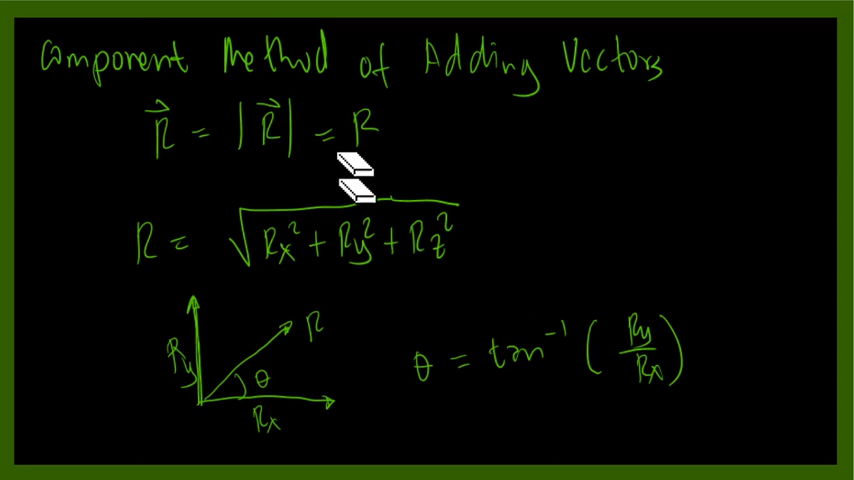 Component Method of Adding Vectors
R⃗ = |R⃗| = R
R = √(Rx² + Ry² + Rz²)
R
Ry
θ
Rx
θ = tan⁻¹ (Ry/Rx)